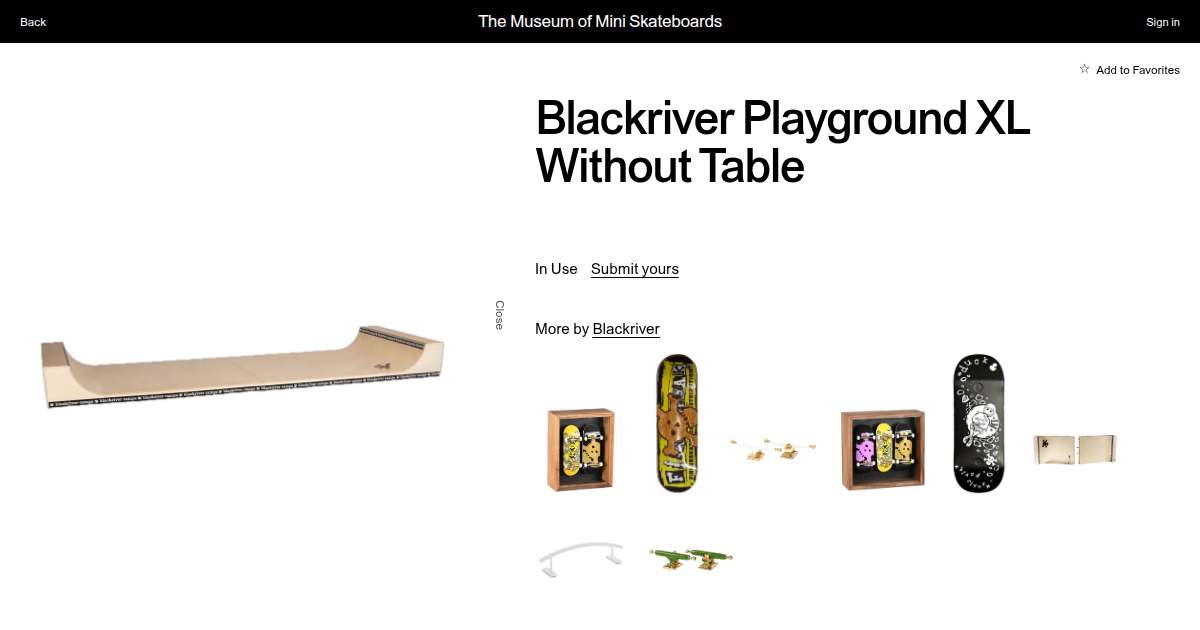 Back
The Museum of Mini Skateboards
Sign in
☆ Add to Favorites
Blackriver Playground XL
Without Table
In Use Submit yours
Close
More by Blackriver